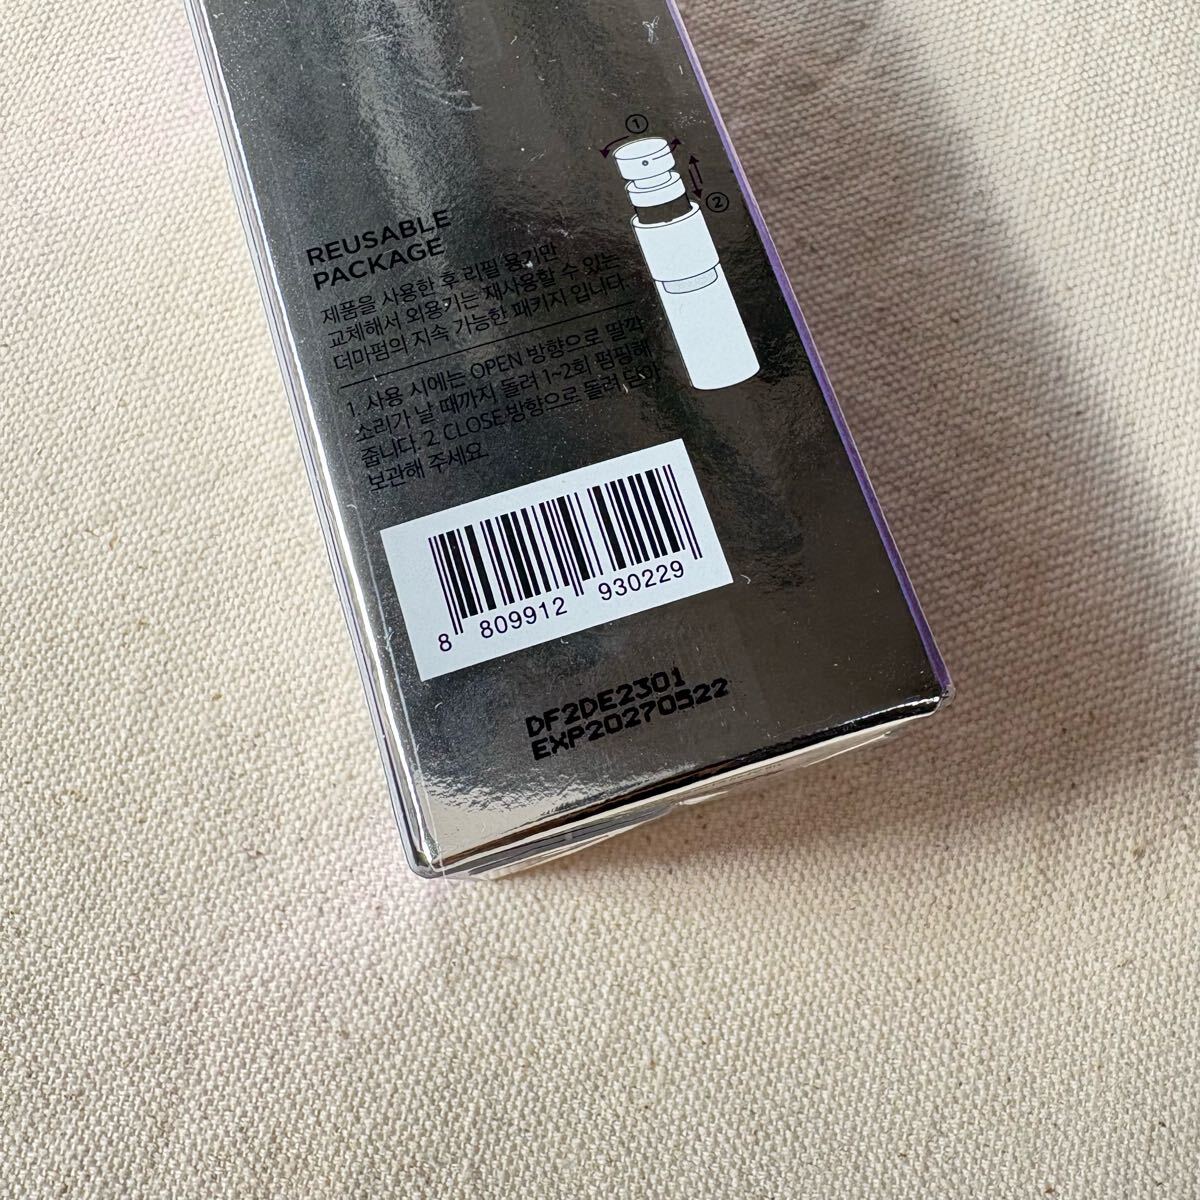 ①
②
REUSABLE
PACKAGE
제품을 사용한 후 리필 용기만
교체해서 외용기는 재사용할 수 있는
더마펌의 지속 가능한 패키지 입니다.
1. 사용 시에는 OPEN 방향으로 딸깍
소리가 날 때까지 돌려 1~2회 펌핑해
줍니다. 2. CLOSE 방향으로 돌려 닫아
보관해 주세요.
8 809912 930229
DF2DE2301
EXP20270522